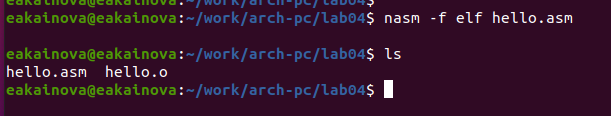 eakainova@eakainova:~/work/arch-pc/lab04$ nasm -f elf hello.asm
eakainova@eakainova:~/work/arch-pc/lab04$ ls
hello.asm  hello.o
eakainova@eakainova:~/work/arch-pc/lab04$